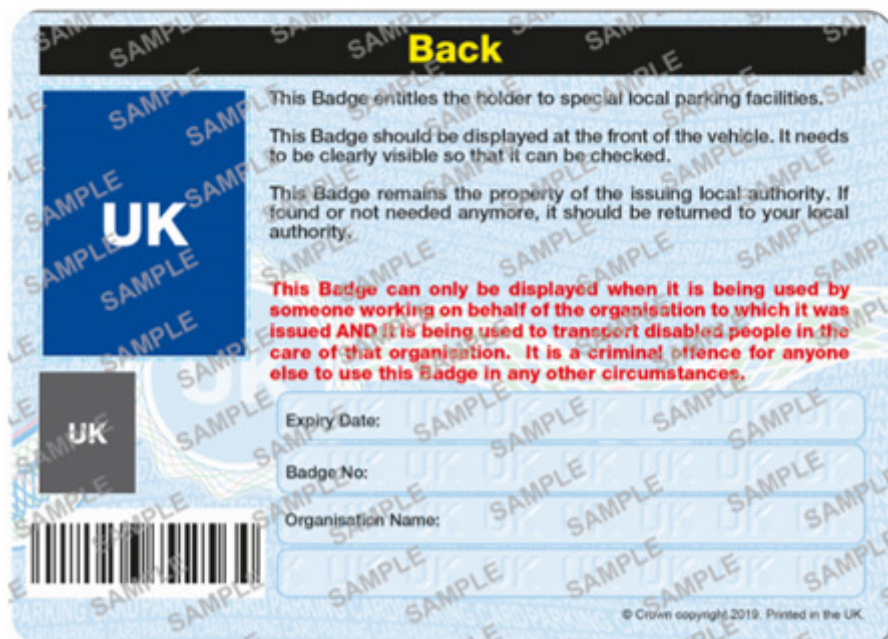 Back
This Badge entitles the holder to special local parking facilities.
This Badge should be displayed at the front of the vehicle. It needs
to be clearly visible so that it can be checked.
This Badge remains the property of the issuing local authority. If
found or not needed anymore, it should be returned to your local
authority.
UK
This Badge can only be displayed when it is being used by
someone working on behalf of the organisation to which it was
issued AND it is being used to transport disabled people in the
care of that organisation. It is a criminal offence for anyone
else to use this Badge in any other circumstances.
UK
Expiry Date:
Badge No:
Organisation Name:
© Crown copyright 2019. Printed in the UK.
SAMPLE